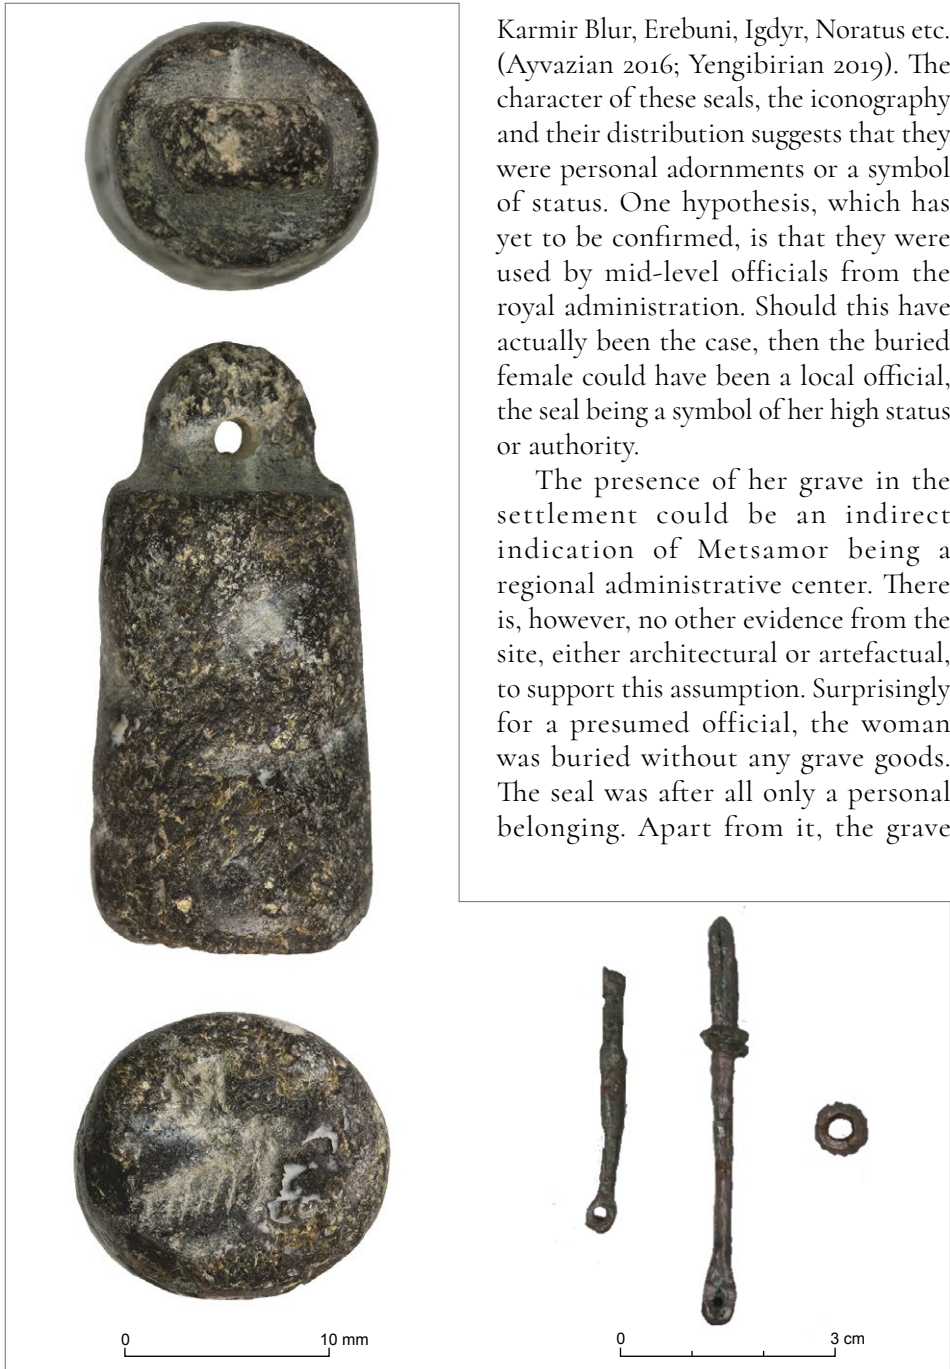 Karmir Blur, Erebuni, Igdyr, Noratus etc.
(Ayvazian 2016; Yengibirian 2019). The
character of these seals, the iconography
and their distribution suggests that they
were personal adornments or a symbol
of status. One hypothesis, which has
yet to be confirmed, is that they were
used by mid-level officials from the
royal administration. Should this have
actually been the case, then the buried
female could have been a local official,
the seal being a symbol of her high status
or authority.
The presence of her grave in the
settlement could be an indirect
indication of Metsamor being a
regional administrative center. There
is, however, no other evidence from the
site, either architectural or artefactual,
to support this assumption. Surprisingly
for a presumed official, the woman
was buried without any grave goods.
The seal was after all only a personal
belonging. Apart from it, the grave
0 10 mm
0 3 cm